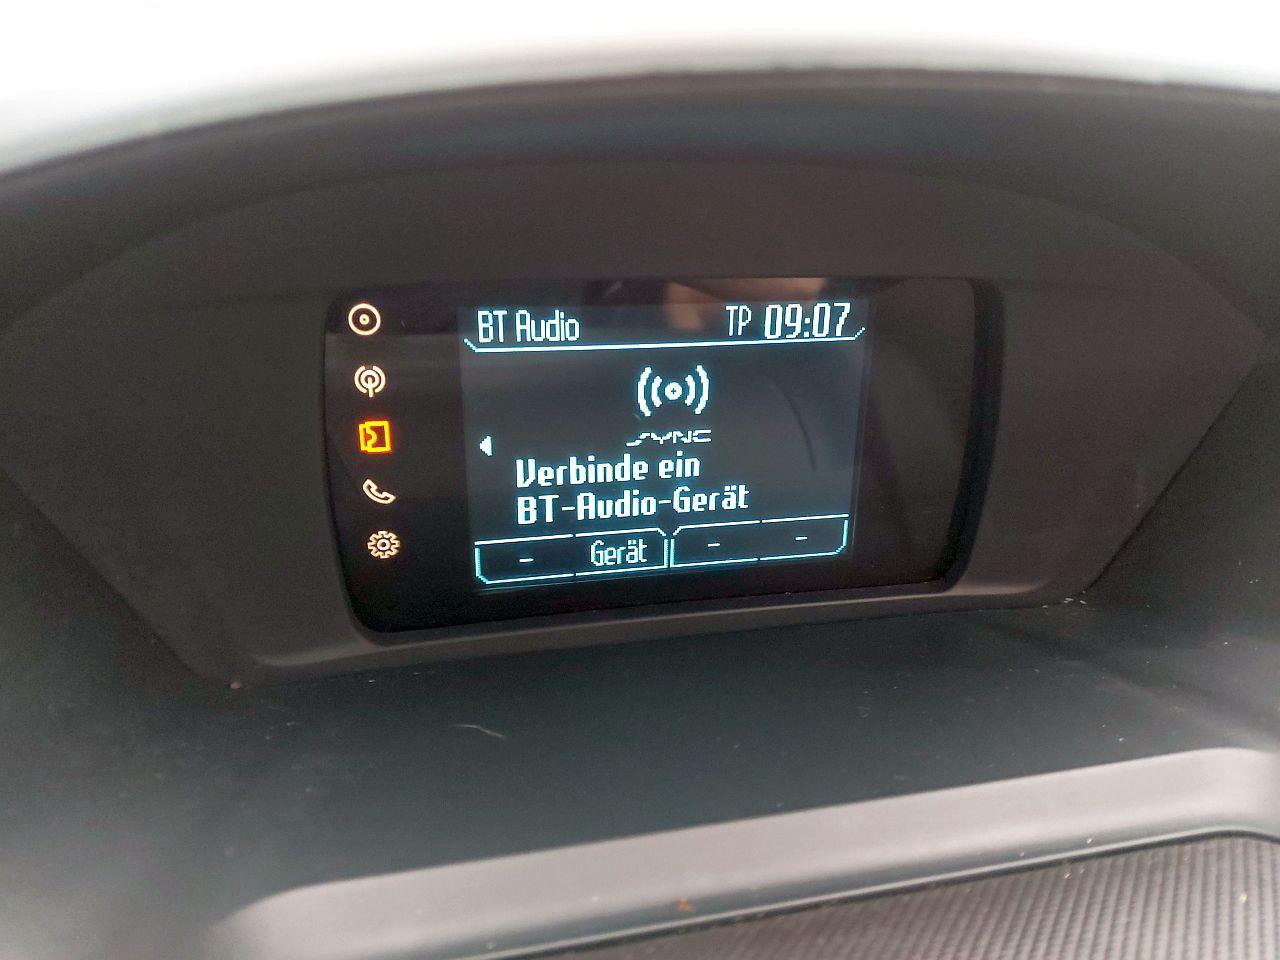 BT Audio TP 09:07
SYNC
Verbinde ein
BT-Audio-Gerät
- Gerät - -